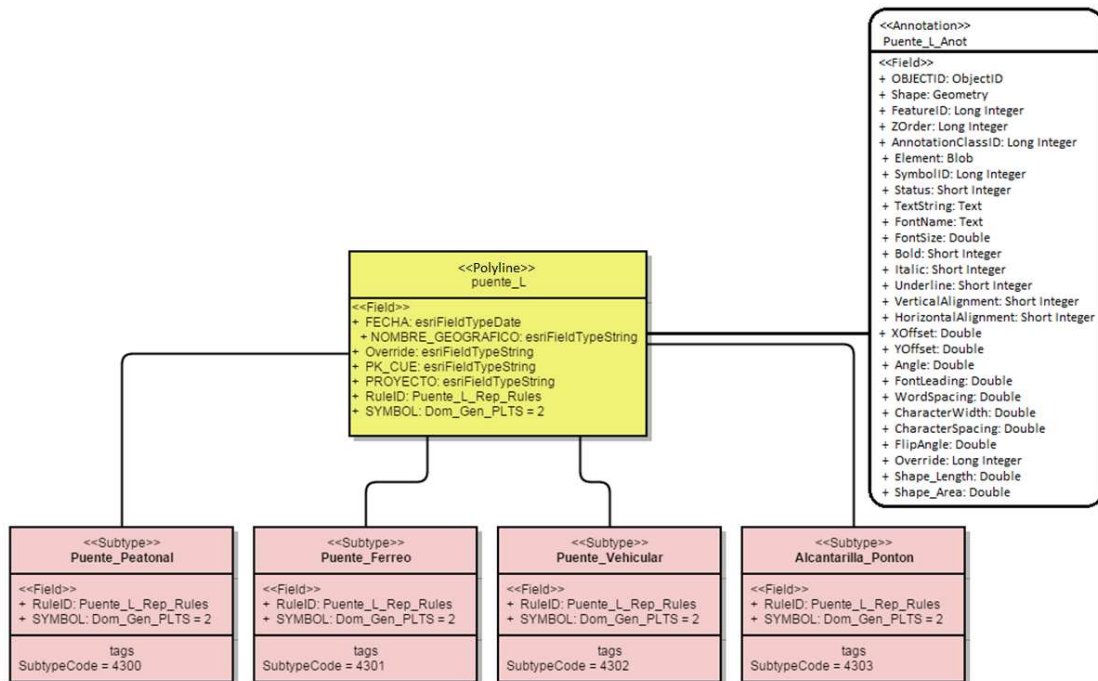 <<Annotation>>
Puente_L_Anot
<<Field>>
+ OBJECTID: ObjectID
+ Shape: Geometry
+ FeatureID: Long Integer
+ ZOrder: Long Integer
+ AnnotationClassID: Long Integer
+ Element: Blob
+ SymbolID: Long Integer
+ Status: Short Integer
+ TextString: Text
+ FontName: Text
+ FontSize: Double
+ Bold: Short Integer
+ Italic: Short Integer
+ Underline: Short Integer
+ VerticalAlignment: Short Integer
+ HorizontalAlignment: Short Integer
+ XOffset: Double
+ YOffset: Double
+ Angle: Double
+ FontLeading: Double
+ WordSpacing: Double
+ CharacterWidth: Double
+ CharacterSpacing: Double
+ FlipAngle: Double
+ Override: Long Integer
+ Shape_Length: Double
+ Shape_Area: Double
<<Polyline>>
puente_L
<<Field>>
+ FECHA: esriFieldTypeDate
+ NOMBRE_GEOGRAFICO: esriFieldTypeString
+ Override: esriFieldTypeString
+ PK_CUE: esriFieldTypeString
+ PROYECTO: esriFieldTypeString
+ RuleID: Puente_L_Rep_Rules
+ SYMBOL: Dom_Gen_PLTS = 2
<<Subtype>>
Puente_Peatonal
<<Field>>
+ RuleID: Puente_L_Rep_Rules
+ SYMBOL: Dom_Gen_PLTS = 2
tags
SubtypeCode = 4300
<<Subtype>>
Puente_Ferreo
<<Field>>
+ RuleID: Puente_L_Rep_Rules
+ SYMBOL: Dom_Gen_PLTS = 2
tags
SubtypeCode = 4301
<<Subtype>>
Puente_Vehicular
<<Field>>
+ RuleID: Puente_L_Rep_Rules
+ SYMBOL: Dom_Gen_PLTS = 2
tags
SubtypeCode = 4302
<<Subtype>>
Alcantarilla_Ponton
<<Field>>
+ RuleID: Puente_L_Rep_Rules
+ SYMBOL: Dom_Gen_PLTS = 2
tags
SubtypeCode = 4303